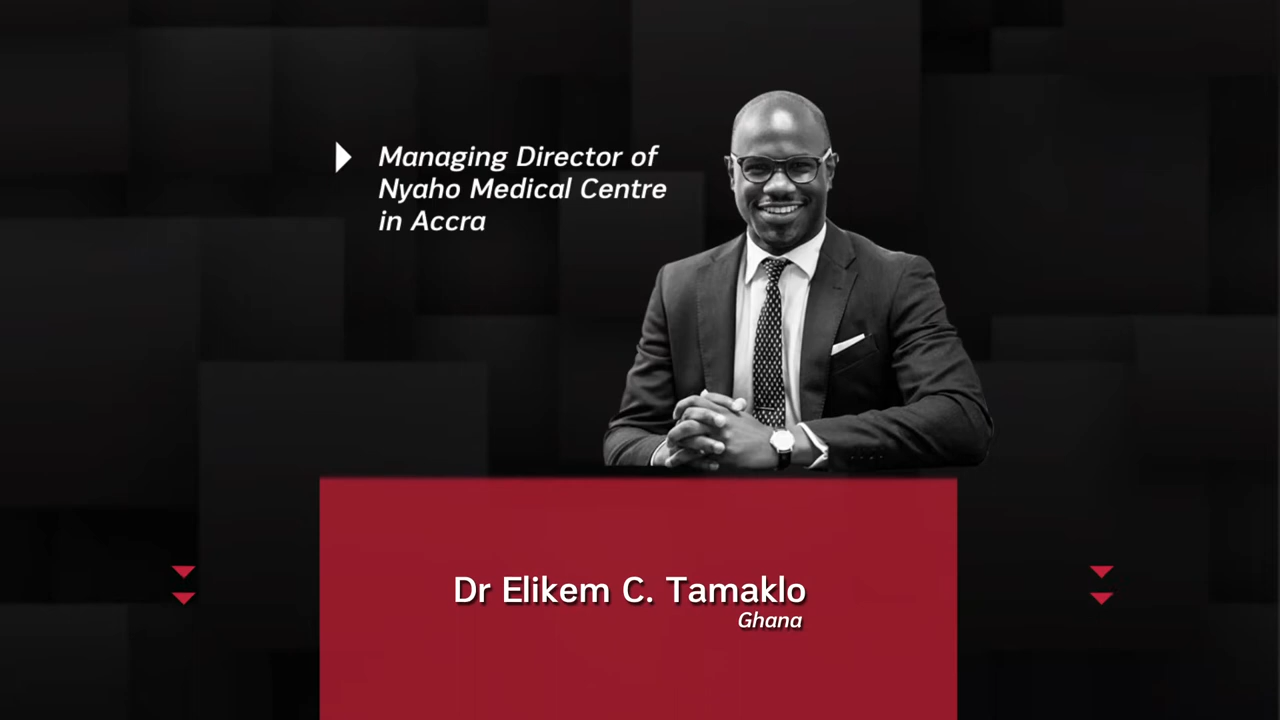 Managing Director of
Nyaho Medical Centre
in Accra
Dr Elikem C. Tamaklo
Ghana